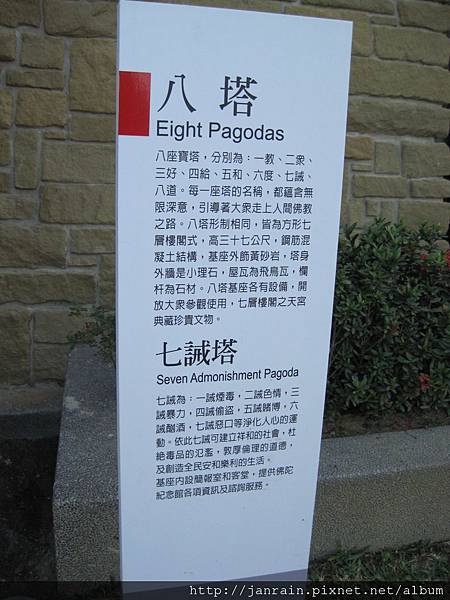 八塔
Eight Pagodas
八座寶塔，分別為：一教、二衆、
三好、四給、五和、六度、七誡、
八道。每一座塔的名稱，都蘊含無
限深意，引導著大衆走上人間佛教
之路。八塔形制相同，皆為方形七
層樓閣式，高三十七公尺，鋼筋混
凝土結構，基座外飾黃砂岩，塔身
外牆是小理石，屋瓦為飛鳥瓦，欄
杆為石材。八塔基座各有設備，開
放大衆參觀使用，七層樓閣之天宮
典藏珍貴文物。
七誡塔
Seven Admonishment Pagoda
七誡為：一誡煙毒，二誡色情，三
誡暴力，四誡偷盜，五誡賭博，六
誡酗酒，七誡惡口等淨化人心的運
動。依此七誡可建立祥和的社會，杜
絶毒品的氾濫，敦厚倫理的道德，
及創造全民安和樂利的生活。
基座內設簡報室和客堂，提供佛陀
紀念館各項資訊及諮詢服務。
http://janrain.pixnet.net/album